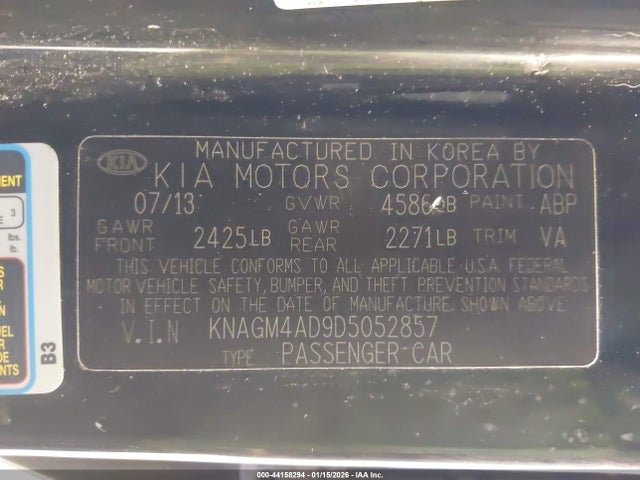 MANUFACTURED IN KOREA BY
KIA KIA MOTORS CORPORATION
07/13 GVWR 4586LB PAINT ABP
GAWR FRONT 2425LB GAWR REAR 2271LB TRIM VA
THIS VEHICLE CONFORMS TO ALL APPLICABLE U.S.A. FEDERAL
MOTOR VEHICLE SAFETY, BUMPER, AND THEFT PREVENTION STANDARDS
IN EFFECT ON THE DATE OF MANUFACTURE. SHOWN ABOVE
V.I.N KNAGM4AD9D5052857
TYPE PASSENGER-CAR
3
lbs.
lb.
B3
000-44158294 - 01/15/2026 - IAA Inc.